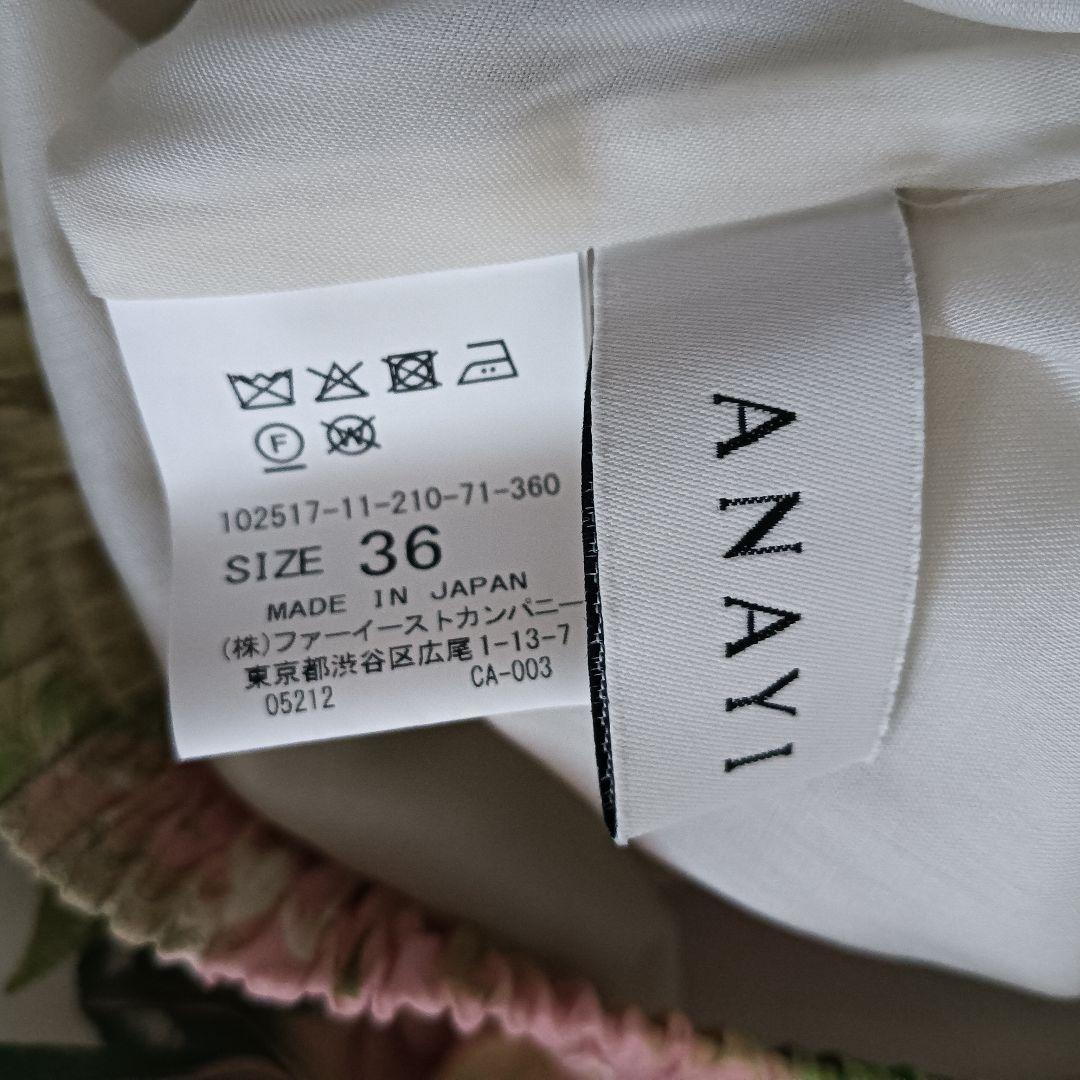 F
W
102517-11-210-71-360
SIZE 36
MADE IN JAPAN
(株)ファーイーストカンパニー
東京都渋谷区広尾1-13-7
05212 CA-003
ANAYI